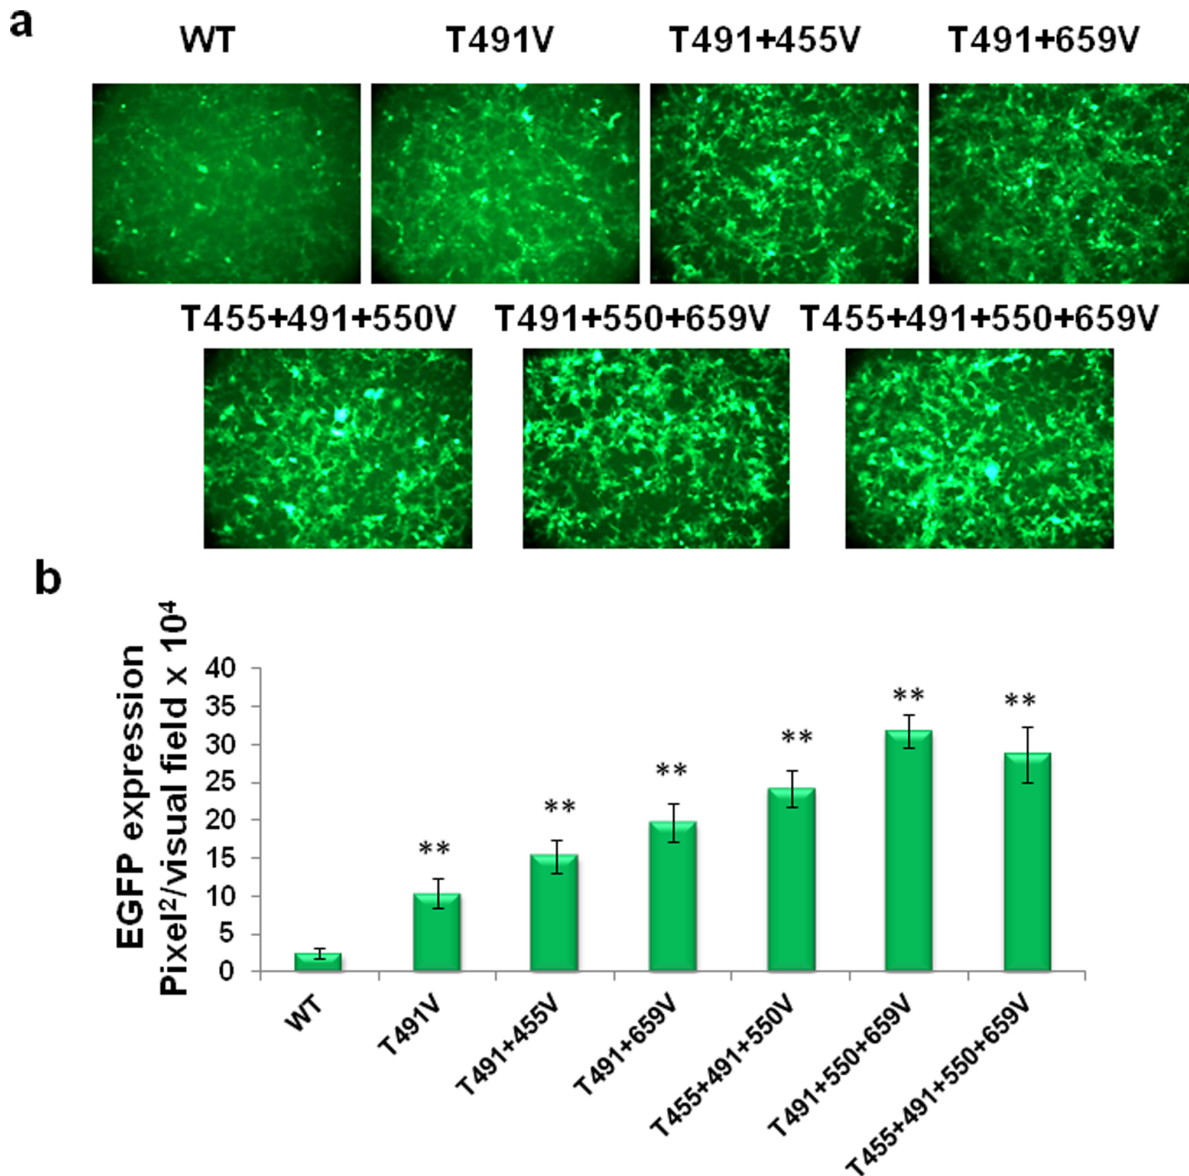 a
WT T491V T491+455V T491+659V
T455+491+550V T491+550+659V T455+491+550+659V
b
EGFP expression
Pixel²/visual field x 10⁴
40
35
30
25
20
15
10
5
0
**
**
**
**
**
**
WT
T491V
T491+455V
T491+659V
T455+491+550V
T491+550+659V
T455+491+550+659V